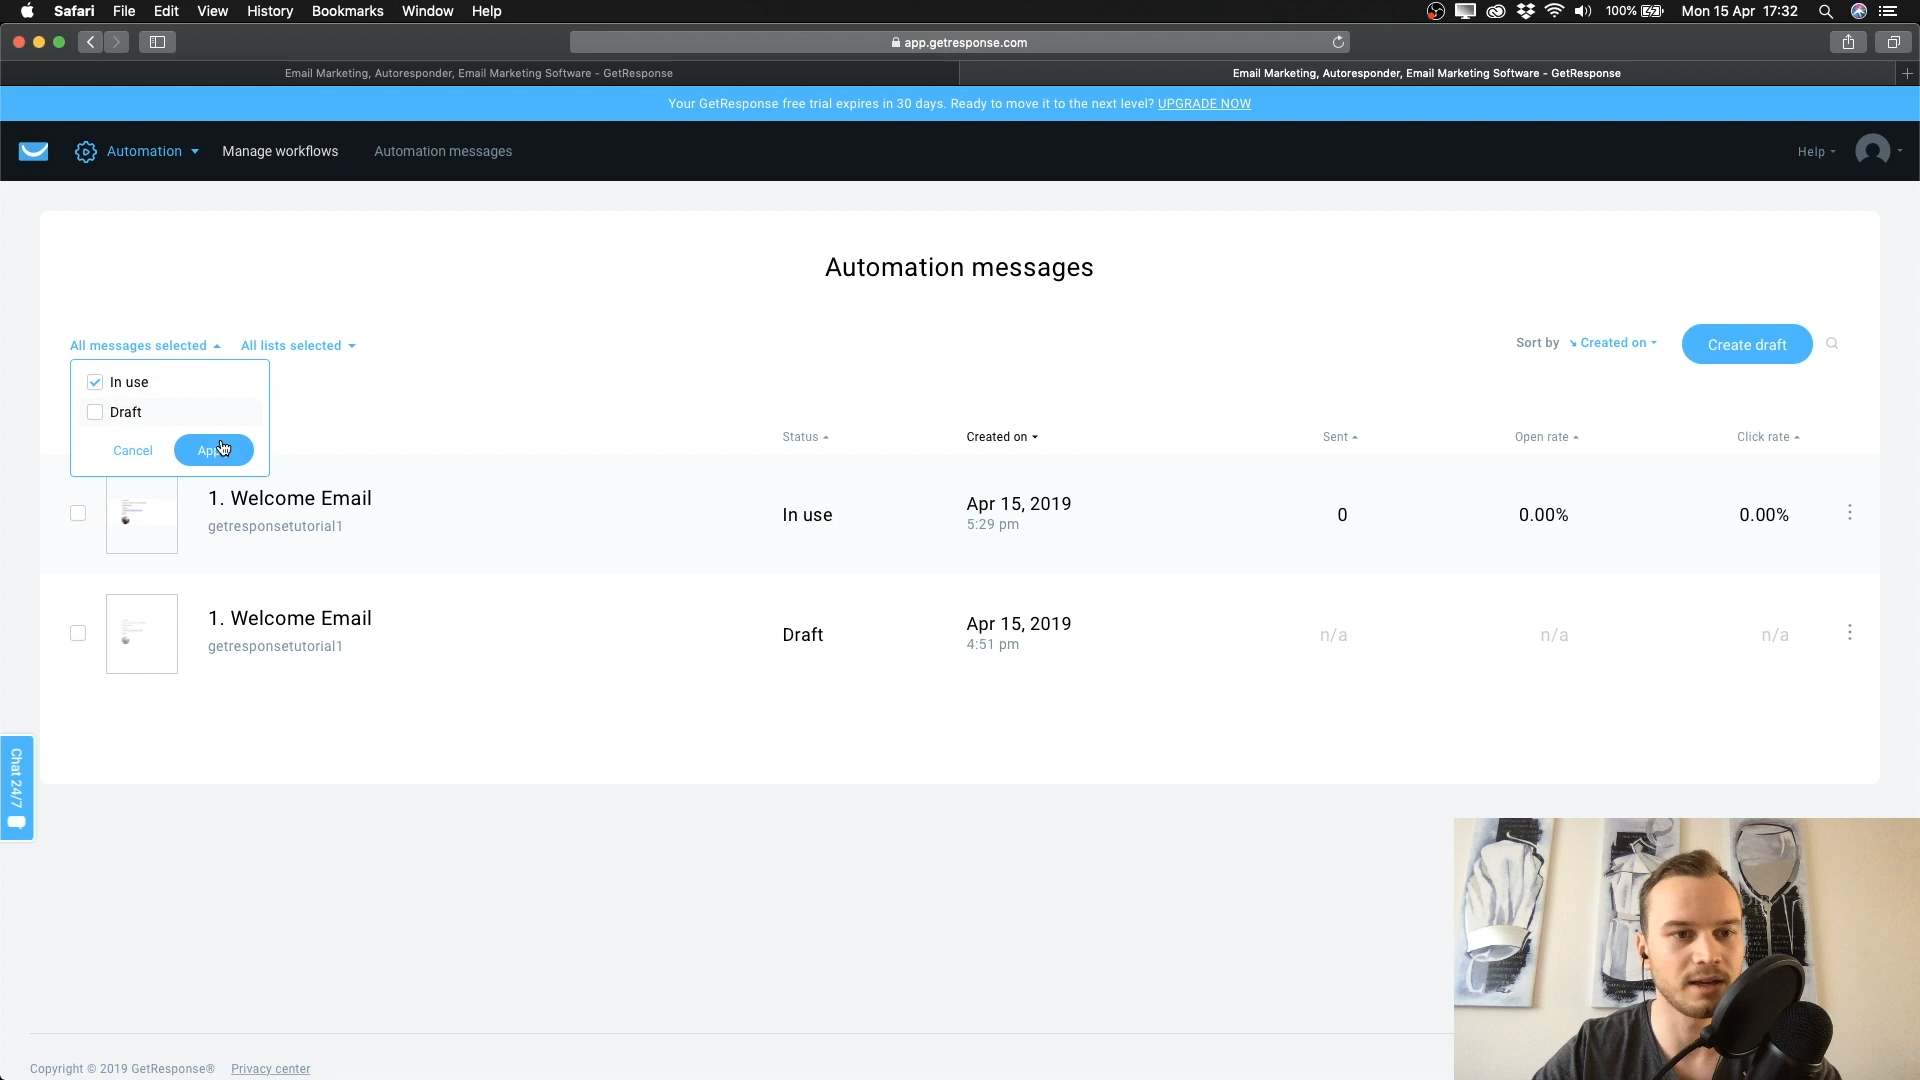 Safari File Edit View History Bookmarks Window Help
100% Mon 15 Apr 17:32
app.getresponse.com
Email Marketing, Autoresponder, Email Marketing Software - GetResponse
Email Marketing, Autoresponder, Email Marketing Software - GetResponse
Your GetResponse free trial expires in 30 days. Ready to move it to the next level? UPGRADE NOW
Automation Manage workflows Automation messages Help
Automation messages
All messages selected All lists selected
Sort by Created on Create draft
In use
Draft
Cancel
Status Created on Sent Open rate Click rate
1. Welcome Email
getresponsetutorial1
In use
Apr 15, 2019
5:29 pm
0 0.00% 0.00%
1. Welcome Email
getresponsetutorial1
Draft
Apr 15, 2019
4:51 pm
n/a n/a n/a
Chat 24/7
Copyright © 2019 GetResponse® Privacy center